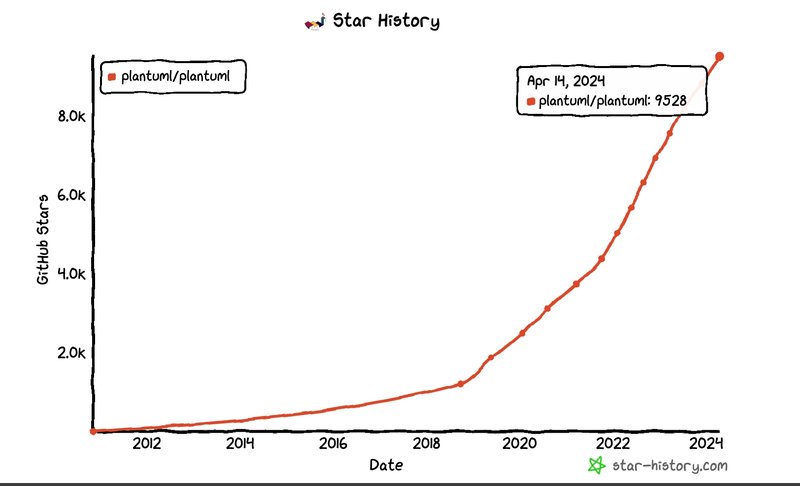 Star History
plantuml/plantuml
Apr 14, 2024
plantuml/plantuml: 9528
8.0k
6.0k
4.0k
2.0k
GitHub Stars
2012 2014 2016 2018 2020 2022 2024
Date
star-history.com